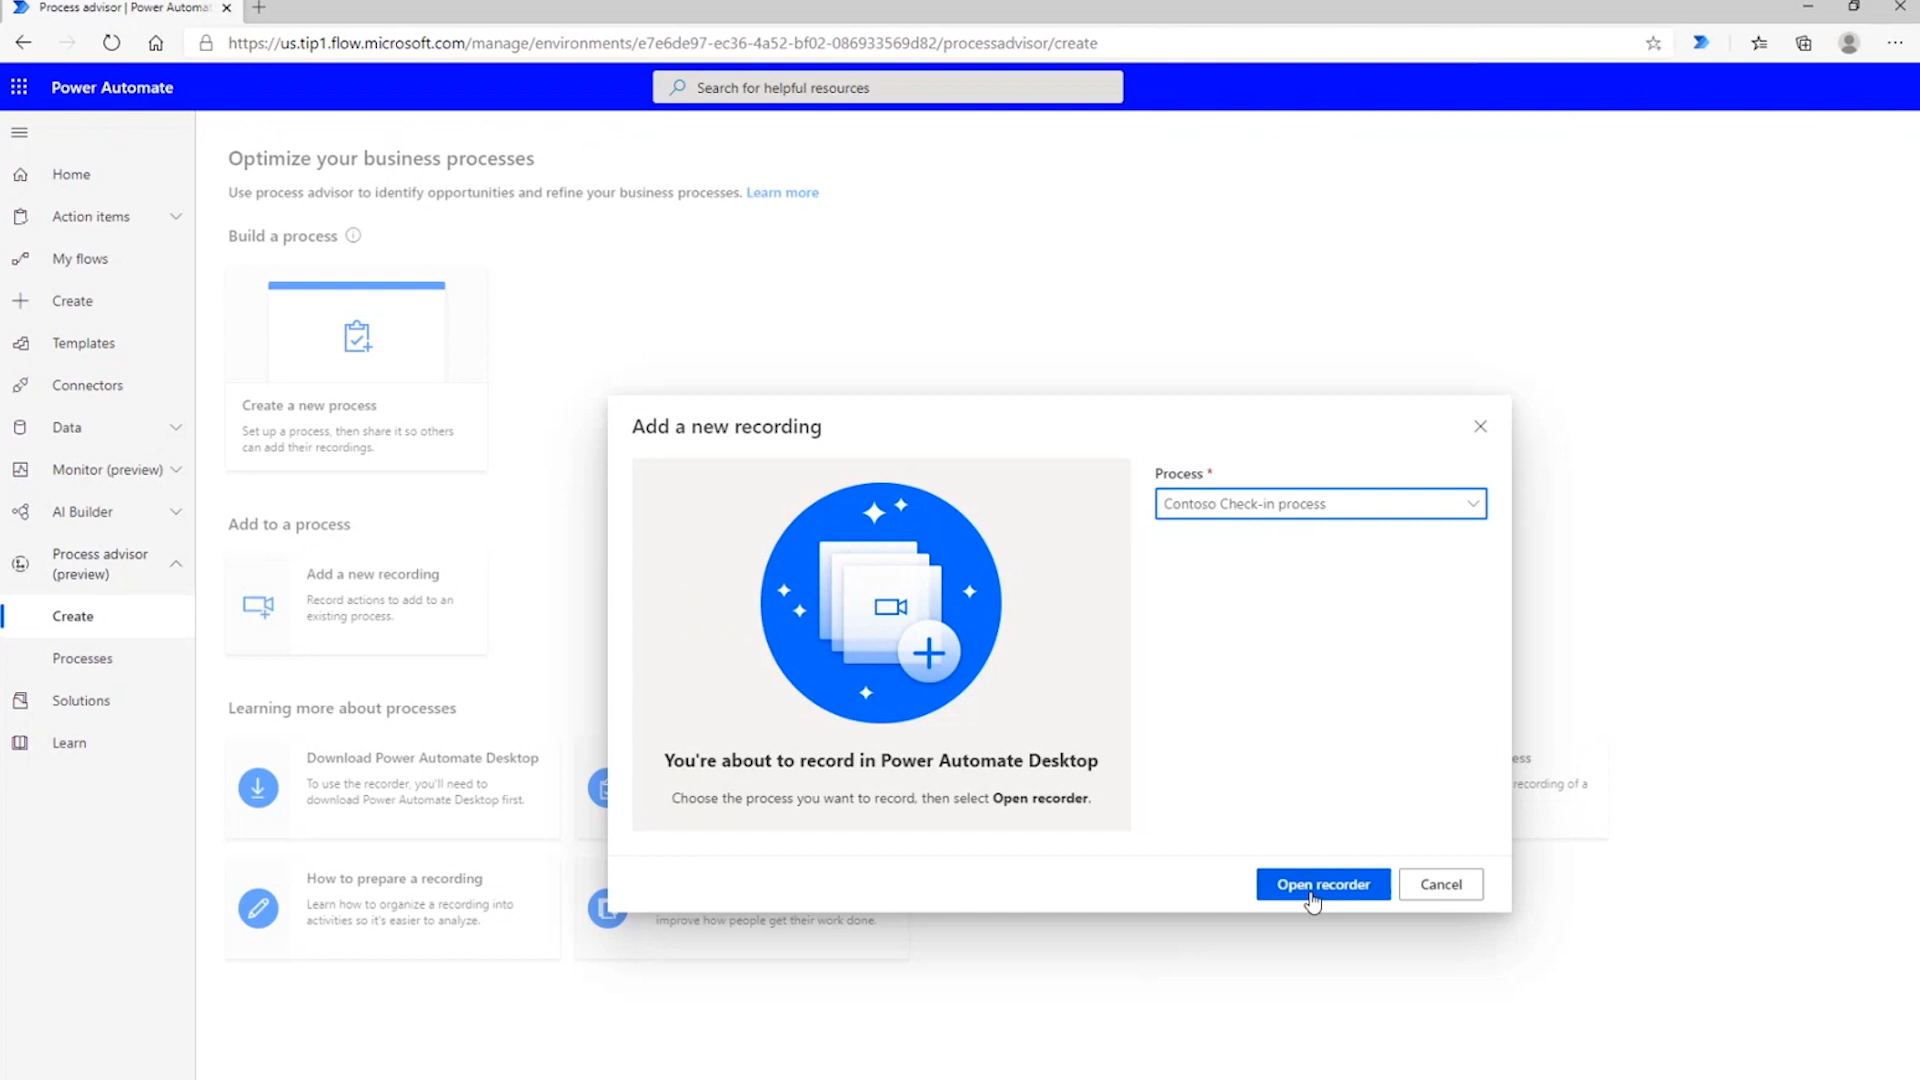 Process advisor | Power Automat
https://us.tip1.flow.microsoft.com/manage/environments/e7e6de97-ec36-4a52-bf02-086933569d82/processadvisor/create
Power Automate
Search for helpful resources
Home
Action items
My flows
Create
Templates
Connectors
Data
Monitor (preview)
AI Builder
Process advisor
(preview)
Create
Processes
Solutions
Learn
Optimize your business processes
Use process advisor to identify opportunities and refine your business processes. Learn more
Build a process
Create a new process
Set up a process, then share it so others
can add their recordings.
Add to a process
Add a new recording
Record actions to add to an
existing process.
Learning more about processes
Download Power Automate Desktop
To use the recorder, you'll need to
download Power Automate Desktop first.
ess
recording of a
How to prepare a recording
Learn how to organize a recording into
activities so it's easier to analyze.
improve how people get their work done.
Add a new recording
Process *
Contoso Check-in process
You're about to record in Power Automate Desktop
Choose the process you want to record, then select Open recorder.
Open recorder
Cancel